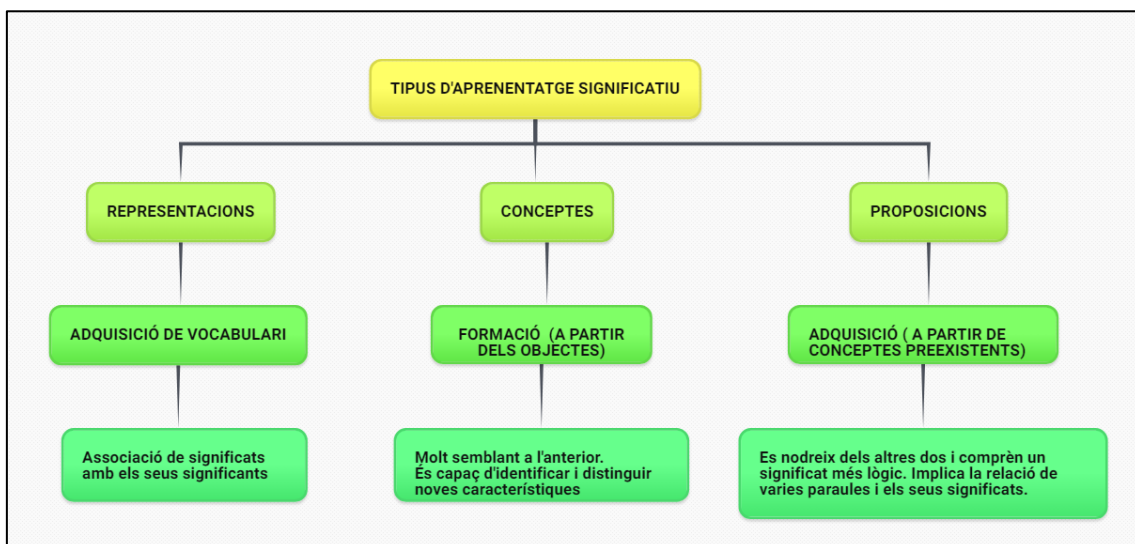 TIPUS D'APRENENTATGE SIGNIFICATIU
REPRESENTACIONS
CONCEPTES
PROPOSICIONS
ADQUISICIÓ DE VOCABULARI
FORMACIÓ (A PARTIR
DELS OBJECTES)
ADQUISICIÓ ( A PARTIR DE
CONCEPTES PREEXISTENTS)
Associació de significats
amb els seus significants
Molt semblant a l'anterior.
És capaç d'identificar i distinguir
noves característiques
Es nodreix dels altres dos i comprèn un
significat més lògic. Implica la relació de
varies paraules i els seus significats.